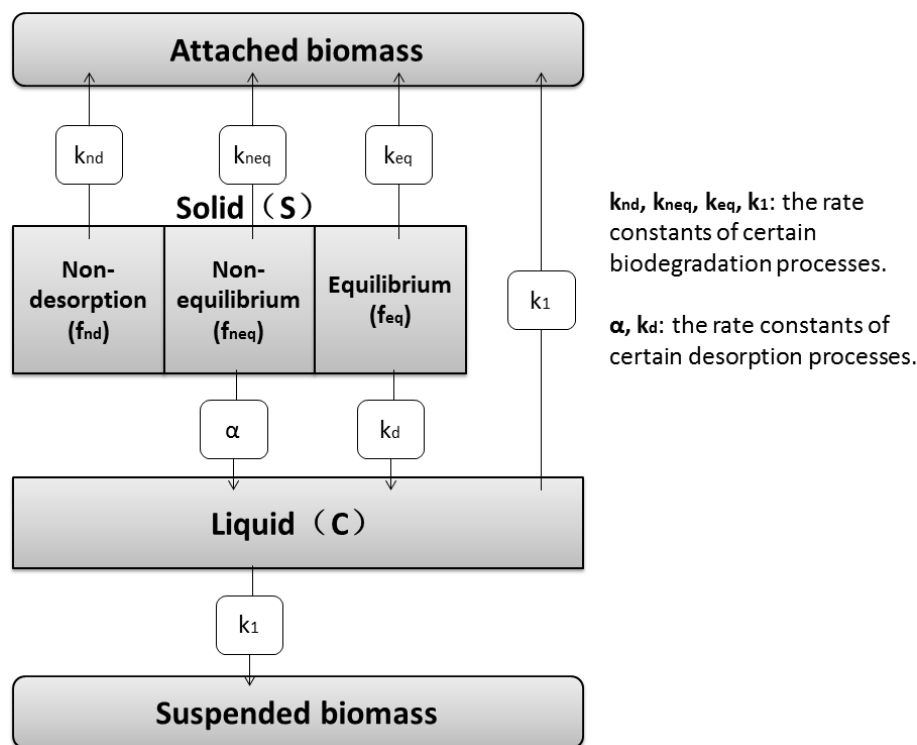 Attached biomass
knd
kneq
keq
Solid（S）
Non-
desorption
(fnd)
Non-
equilibrium
(fneq)
Equilibrium
(feq)
k1
knd, kneq, keq, k1: the rate
constants of certain
biodegradation processes.
α, kd: the rate constants of
certain desorption processes.
α
kd
Liquid（C）
k1
Suspended biomass